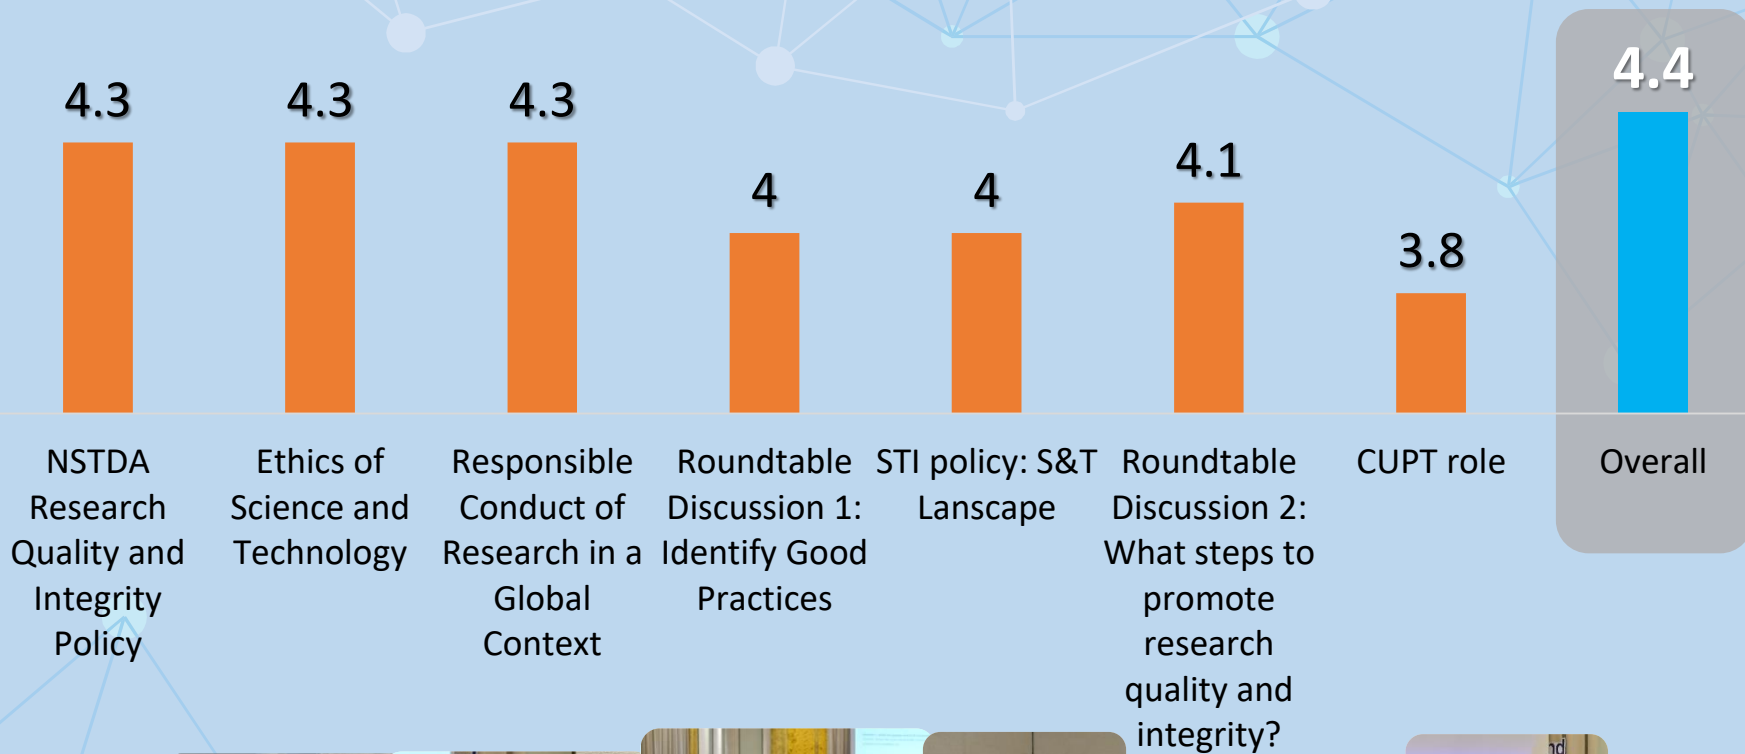 4.3
4.3
4.3
4
4
4.1
3.8
4.4
NSTDA
Research
Quality and
Integrity
Policy
Ethics of
Science and
Technology
Responsible
Conduct of
Research in a
Global
Context
Roundtable
Discussion 1:
Identify Good
Practices
STI policy: S&T
Lanscape
Roundtable
Discussion 2:
What steps to
promote
research
quality and
integrity?
CUPT role
Overall